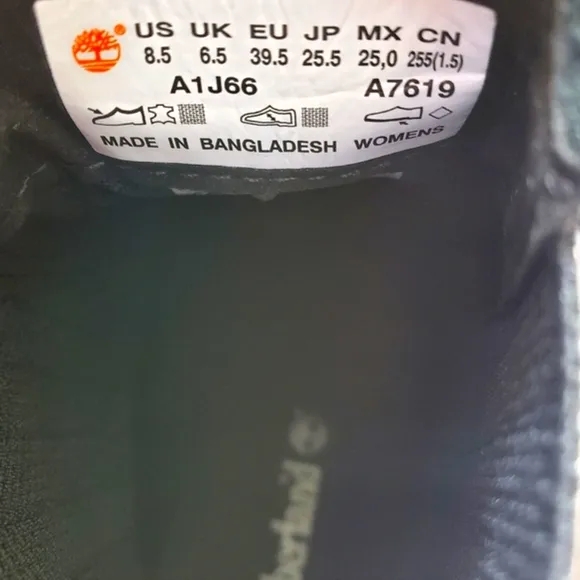 US UK EU JP MX CN
8.5 6.5 39.5 25.5 25,0 255(1.5)
A1J66 A7619
MADE IN BANGLADESH WOMENS
berland